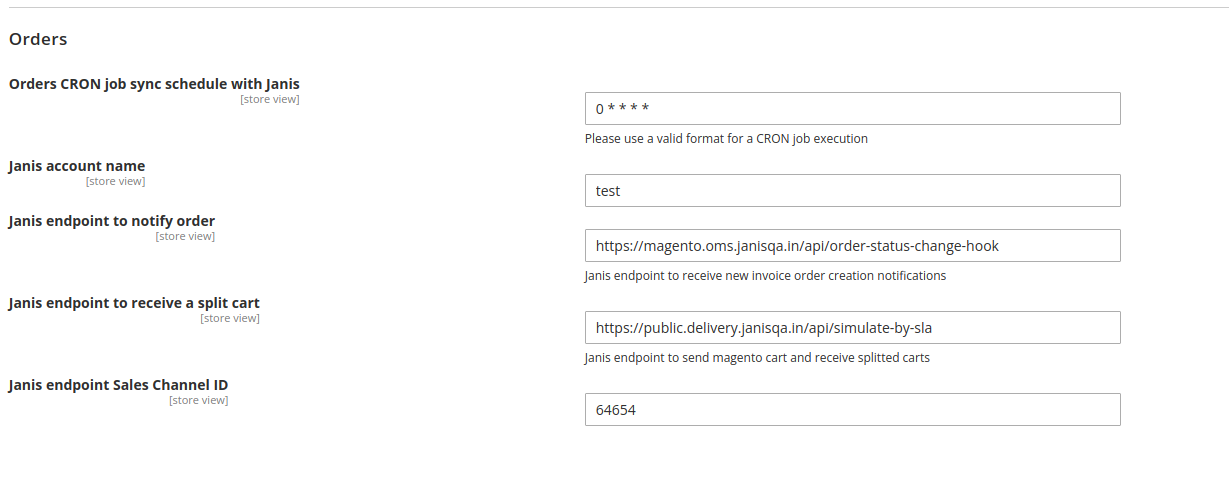 Orders
Orders CRON job sync schedule with Janis
[store view]
0 * * * *
Please use a valid format for a CRON job execution
Janis account name
[store view]
test
Janis endpoint to notify order
[store view]
https://magento.oms.janisqa.in/api/order-status-change-hook
Janis endpoint to receive new invoice order creation notifications
Janis endpoint to receive a split cart
[store view]
https://public.delivery.janisqa.in/api/simulate-by-sla
Janis endpoint to send magento cart and receive splitted carts
Janis endpoint Sales Channel ID
[store view]
64654